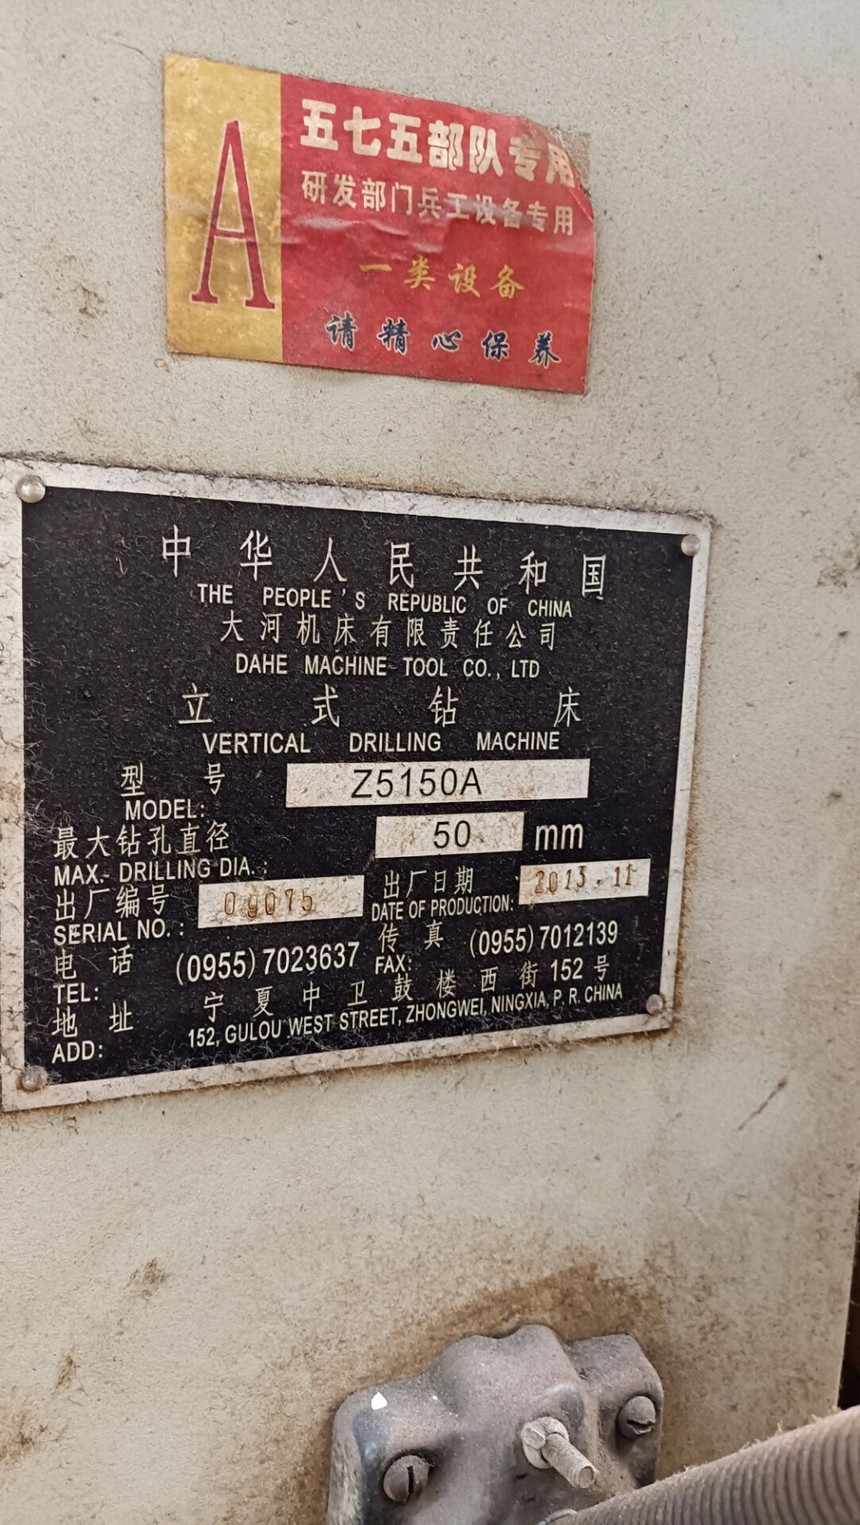 A
五七五部队专用
研发部门兵工设备专用
一类设备
请精心保养
中华人民共和国
THE PEOPLE'S REPUBLIC OF CHINA
大河机床有限责任公司
DAHE MACHINE TOOL CO., LTD
立式钻床
VERTICAL DRILLING MACHINE
型号 Z5150A
MODEL:
最大钻孔直径 50 mm
MAX. DRILLING DIA.:
出厂编号 出厂日期 2013.11
SERIAL NO.: DATE OF PRODUCTION:
电话 (0955)7023637 传真 (0955)7012139
TEL: FAX:
地址 宁夏中卫鼓楼西街152号
ADD: 152, GULOU WEST STREET, ZHONGWEI, NINGXIA, P. R. CHINA